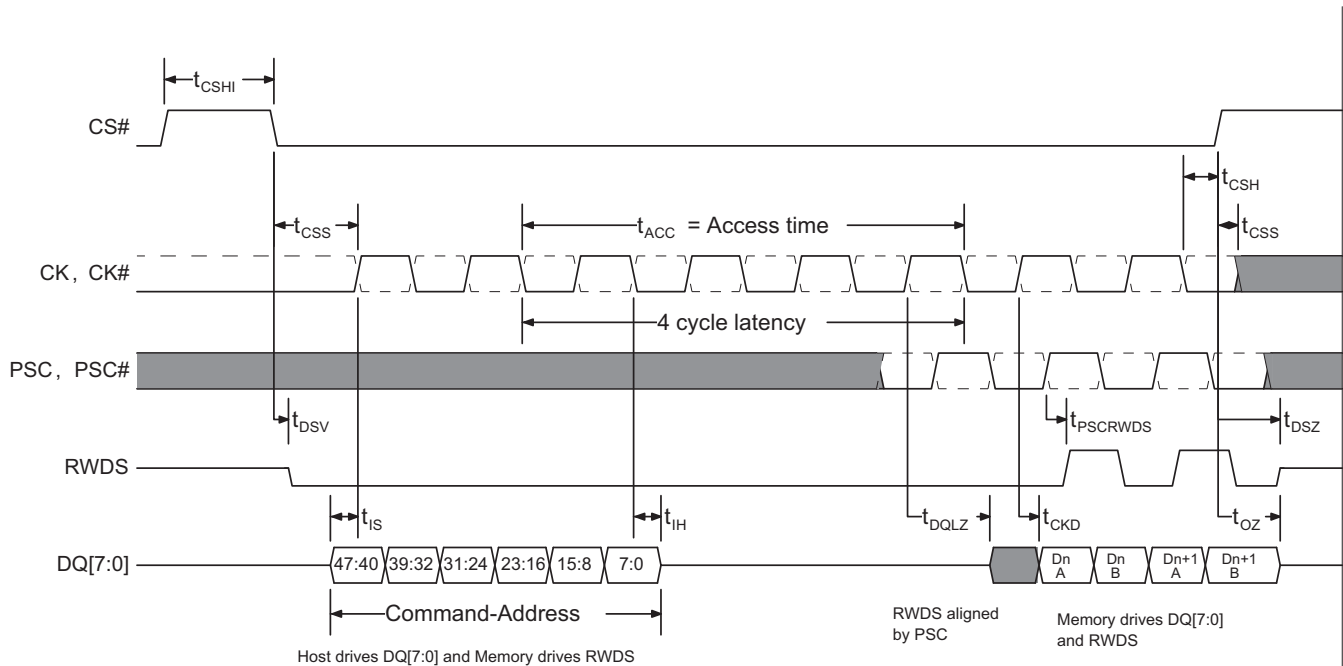 tCSHI
CS#
tCSH
tCSS
tACC = Access time
tCSS
CK, CK#
4 cycle latency
PSC, PSC#
tDSV
tPSCRWDS
tDSZ
RWDS
tIS
tIH
tDQLZ
tCKD
tOZ
DQ[7:0]
47:40 39:32 31:24 23:16 15:8 7:0
Dn A
Dn B
Dn+1 A
Dn+1 B
Command-Address
RWDS aligned
by PSC
Memory drives DQ[7:0]
and RWDS
Host drives DQ[7:0] and Memory drives RWDS